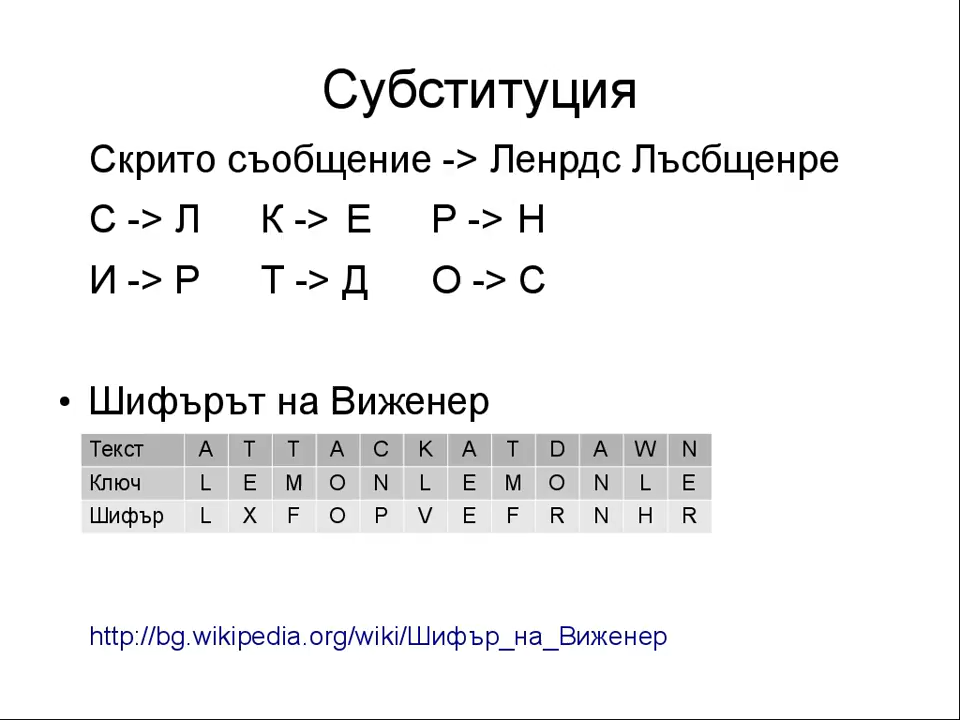 Субституция
Скрито съобщение -> Ленрдс Лъсбщенре
С -> Л К -> Е Р -> Н
И -> Р Т -> Д О -> С
• Шифърът на Виженер
Текст A T T A C K A T D A W N
Ключ L E M O N L E M O N L E
Шифър L X F O P V E F R N H R
http://bg.wikipedia.org/wiki/Шифър_на_Виженер